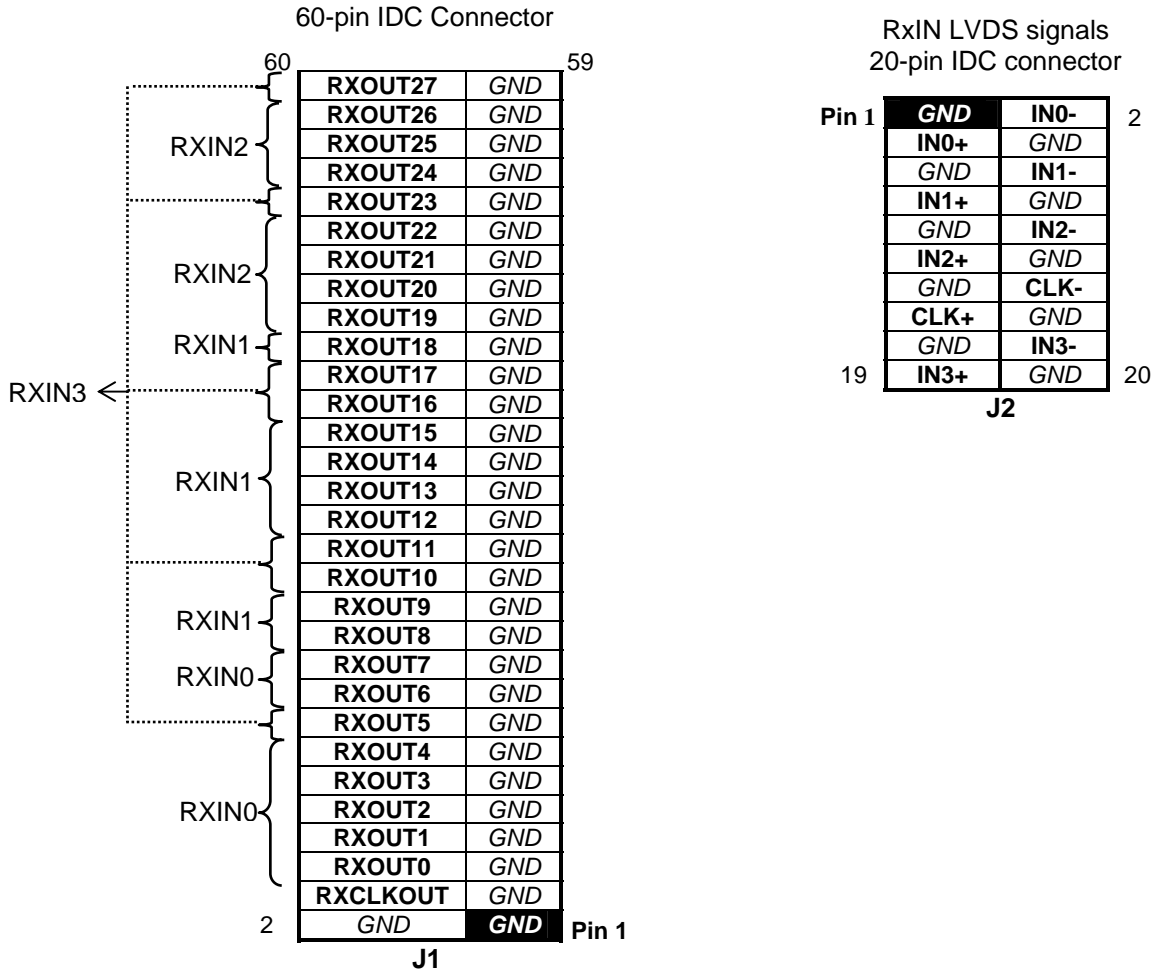 60-pin IDC Connector
60 59
RXOUT27 GND
RXOUT26 GND
RXIN2 RXOUT25 GND
RXOUT24 GND
RXOUT23 GND
RXOUT22 GND
RXIN2 RXOUT21 GND
RXOUT20 GND
RXOUT19 GND
RXIN1 RXOUT18 GND
RXOUT17 GND
RXIN3 RXOUT16 GND
RXOUT15 GND
RXOUT14 GND
RXIN1 RXOUT13 GND
RXOUT12 GND
RXOUT11 GND
RXOUT10 GND
RXIN1 RXOUT9 GND
RXOUT8 GND
RXIN0 RXOUT7 GND
RXOUT6 GND
RXOUT5 GND
RXOUT4 GND
RXOUT3 GND
RXIN0 RXOUT2 GND
RXOUT1 GND
RXOUT0 GND
RXCLKOUT GND
2 GND GND Pin 1
J1
RxIN LVDS signals
20-pin IDC connector
Pin 1 GND IN0- 2
IN0+ GND
GND IN1-
IN1+ GND
GND IN2-
IN2+ GND
GND CLK-
CLK+ GND
GND IN3-
19 IN3+ GND 20
J2